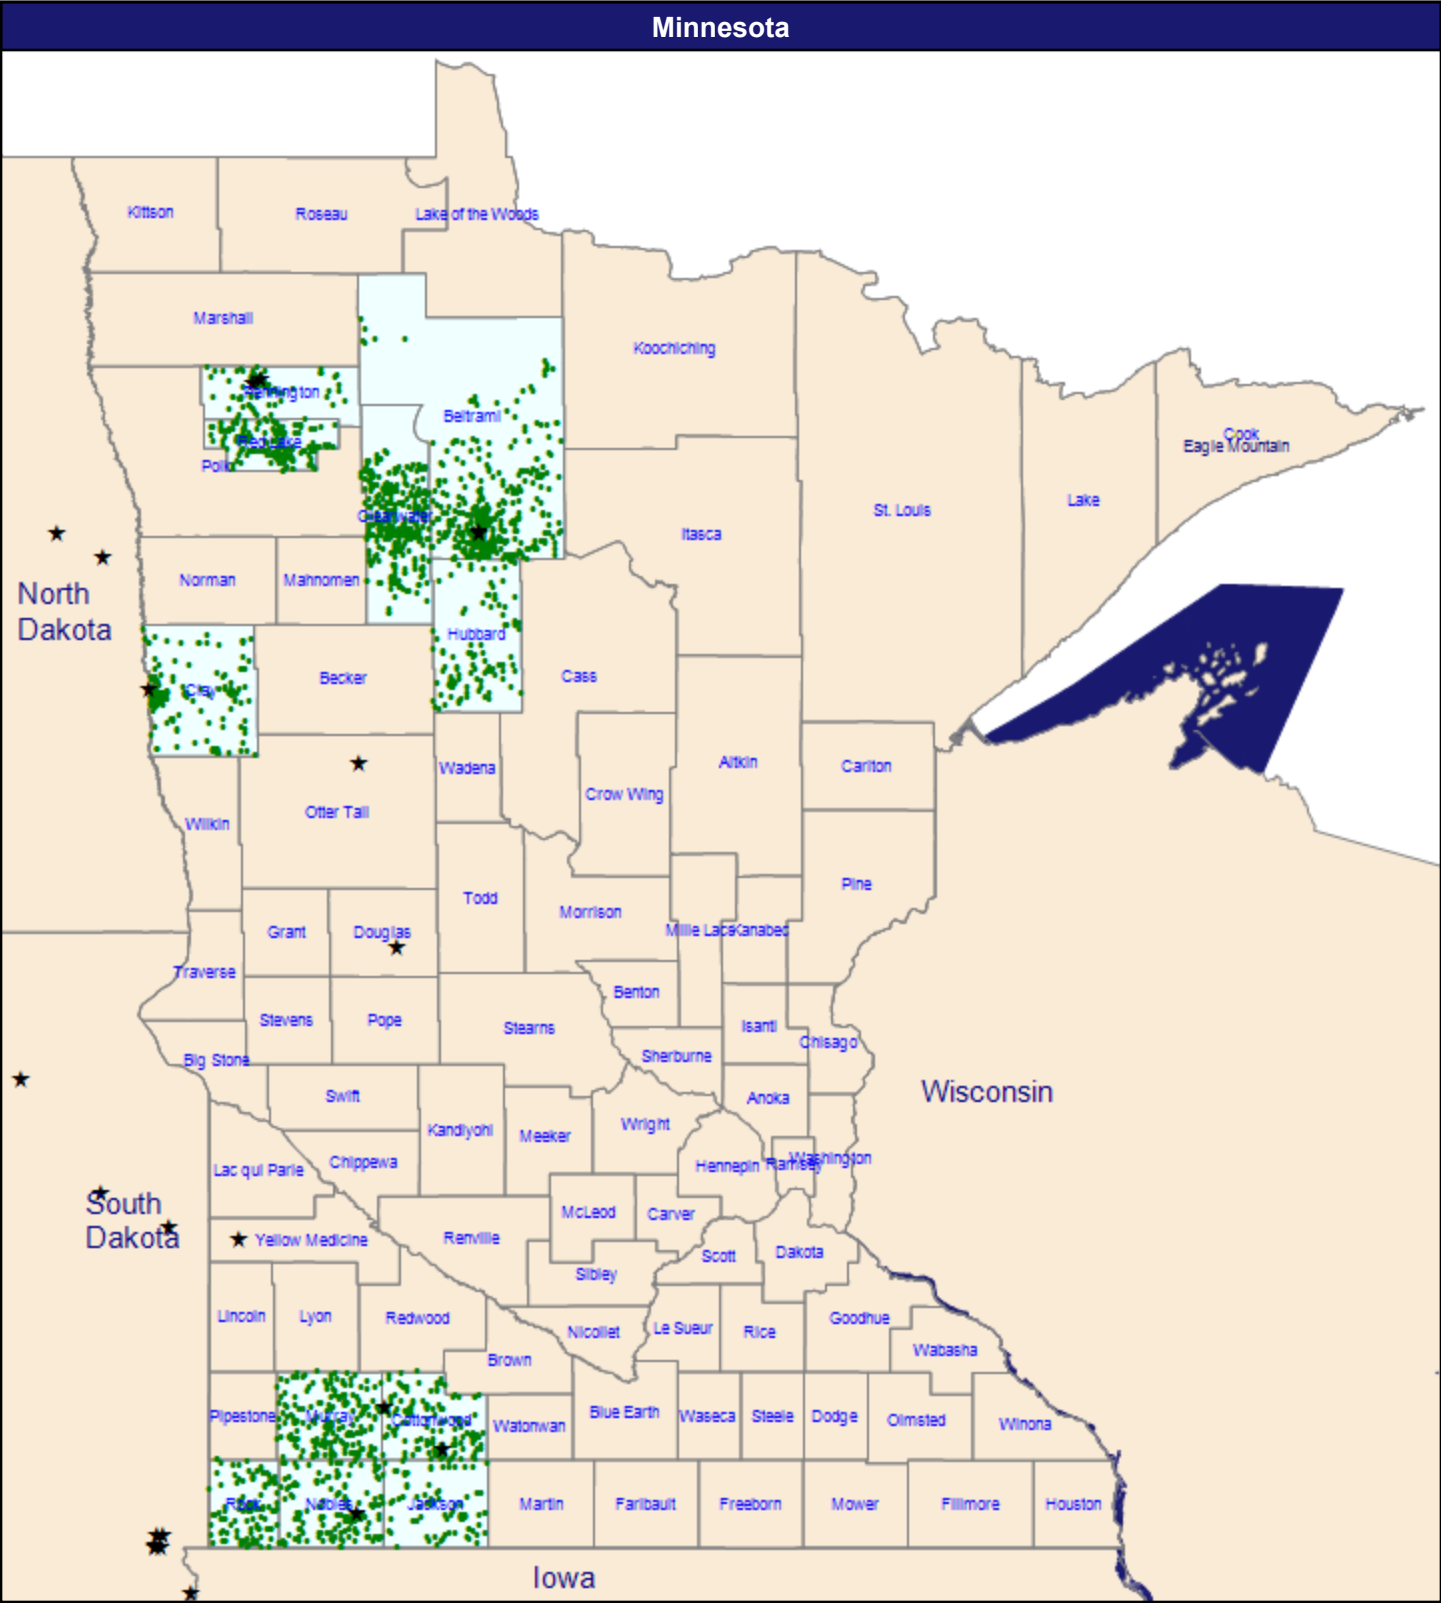 Minnesota
Kittson
Roseau
Lake of the Woods
Marshall
Koochiching
Pennington
Beltrami
Red Lake
Polk
Cook
Eagle Mountain
Lake
St. Louis
Clearwater
Itasca
North
Dakota
Norman
Mahnomen
Hubbard
Clay
Becker
Cass
Wadena
Aitkin
Carlton
Crow Wing
Otter Tail
Wilkin
Pine
Todd
Morrison
Grant
Douglas
Mille Lacs
Kanabec
Traverse
Benton
Stevens
Pope
Stearns
Isanti
Chisago
Big Stone
Sherburne
Swift
Anoka
Wisconsin
Kandiyohi
Meeker
Wright
Lac qui Parle
Chippewa
Hennepin
Ramsey
Washington
South
Dakota
McLeod
Carver
Yellow Medicine
Renville
Scott
Dakota
Sibley
Lincoln
Lyon
Redwood
Nicollet
Le Sueur
Rice
Goodhue
Wabasha
Brown
Pipestone
Murray
Cottonwood
Watonwan
Blue Earth
Waseca
Steele
Dodge
Olmsted
Winona
Rock
Nobles
Jackson
Martin
Faribault
Freeborn
Mower
Fillmore
Houston
Iowa